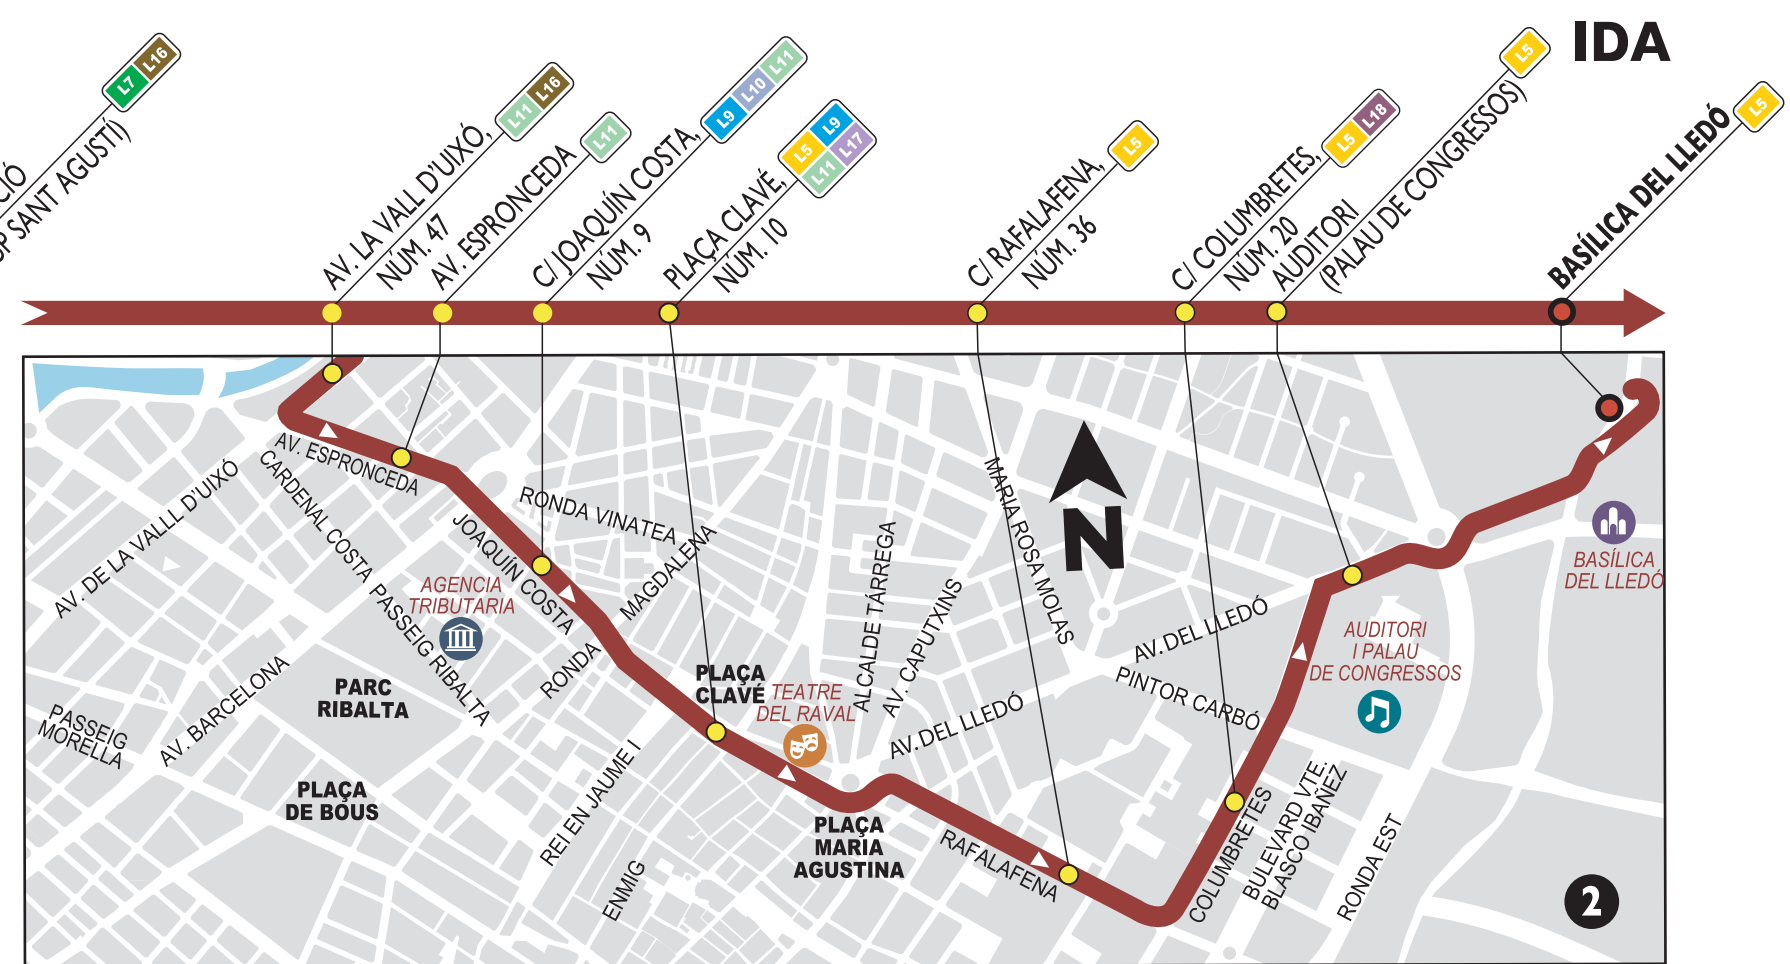 IDA
L7 L16
CIÓ
UP SANT AGUSTÍ)
L11 L16
AV. LA VALL D'UIXÓ,
NÚM. 47
L11
AV. ESPRONCEDA
L9 L10 L11
C/ JOAQUÍN COSTA,
NÚM. 9
L5 L9
L11 L17
PLAÇA CLAVÉ,
NÚM. 10
L5
C/ RAFALAFENA,
NÚM. 36
L5 L18
C/ COLUMBRETES,
NÚM. 20
L5
AUDITORI
(PALAU DE CONGRESSOS)
L5
BASÍLICA DEL LLEDÓ
AV. ESPRONCEDA
AV. DE LA VALLL D'UIXÓ
CARDENAL COSTA
PASSEIG RIBALTA
JOAQUÍN COSTA
RONDA VINATEA
RONDA MAGDALENA
AGENCIA
TRIBUTARIA
PARC
RIBALTA
AV. BARCELONA
PASSEIG
MORELLA
PLAÇA
DE BOUS
PLAÇA
CLAVÉ
TEATRE
DEL RAVAL
ALCALDE TÁRREGA
AV. CAPUTXINS
AV. DEL LLEDÓ
MARIA ROSA MOLAS
N
AV. DEL LLEDÓ
PINTOR CARBÓ
AUDITORI
I PALAU
DE CONGRESSOS
BASÍLICA
DEL LLEDÓ
REI EN JAUME I
ENMIG
PLAÇA
MARIA
AGUSTINA
RAFALAFENA
COLUMBRETES
BULEVARD VTE.
BLASCO IBAÑEZ
RONDA EST
2